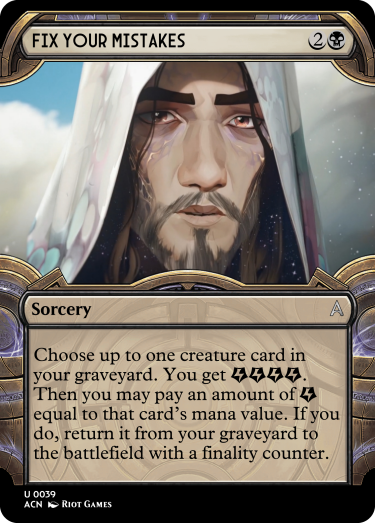 FIX YOUR MISTAKES 2
Sorcery
Choose up to one creature card in
your graveyard. You get
Then you may pay an amount of
equal to that card's mana value. If you
do, return it from your graveyard to
the battlefield with a finality counter.
U 0039
ACN RIOT GAMES